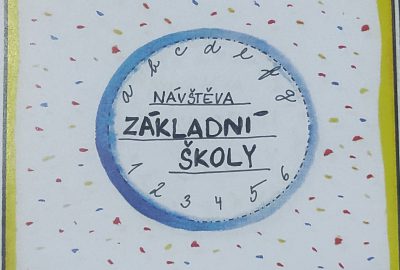 a b c d e f g
NÁVŠTĚVA
ZÁKLADNÍ
ŠKOLY
1 2 3 4 5 6